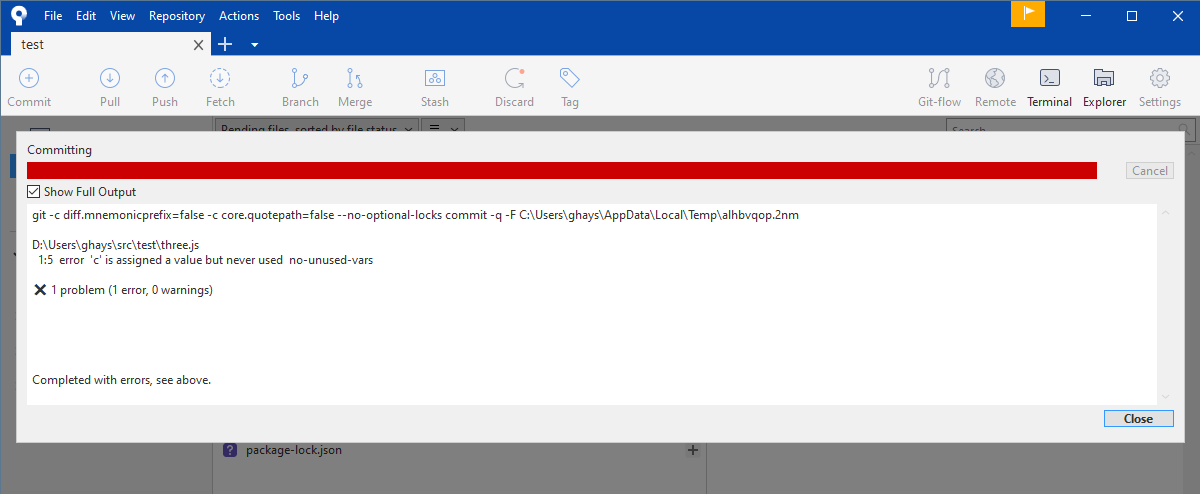 File Edit View Repository Actions Tools Help
test
Commit Pull Push Fetch Branch Merge Stash Discard Tag Git-flow Remote Terminal Explorer Settings
Pending files, sorted by file status
Search
Committing
Cancel
Show Full Output
git -c diff.mnemonicprefix=false -c core.quotepath=false --no-optional-locks commit -q -F C:\Users\ghays\AppData\Local\Temp\alhbvqop.2nm
D:\Users\ghays\src\test\three.js
1:5 error 'c' is assigned a value but never used no-unused-vars
✖ 1 problem (1 error, 0 warnings)
Completed with errors, see above.
Close
package-lock.json